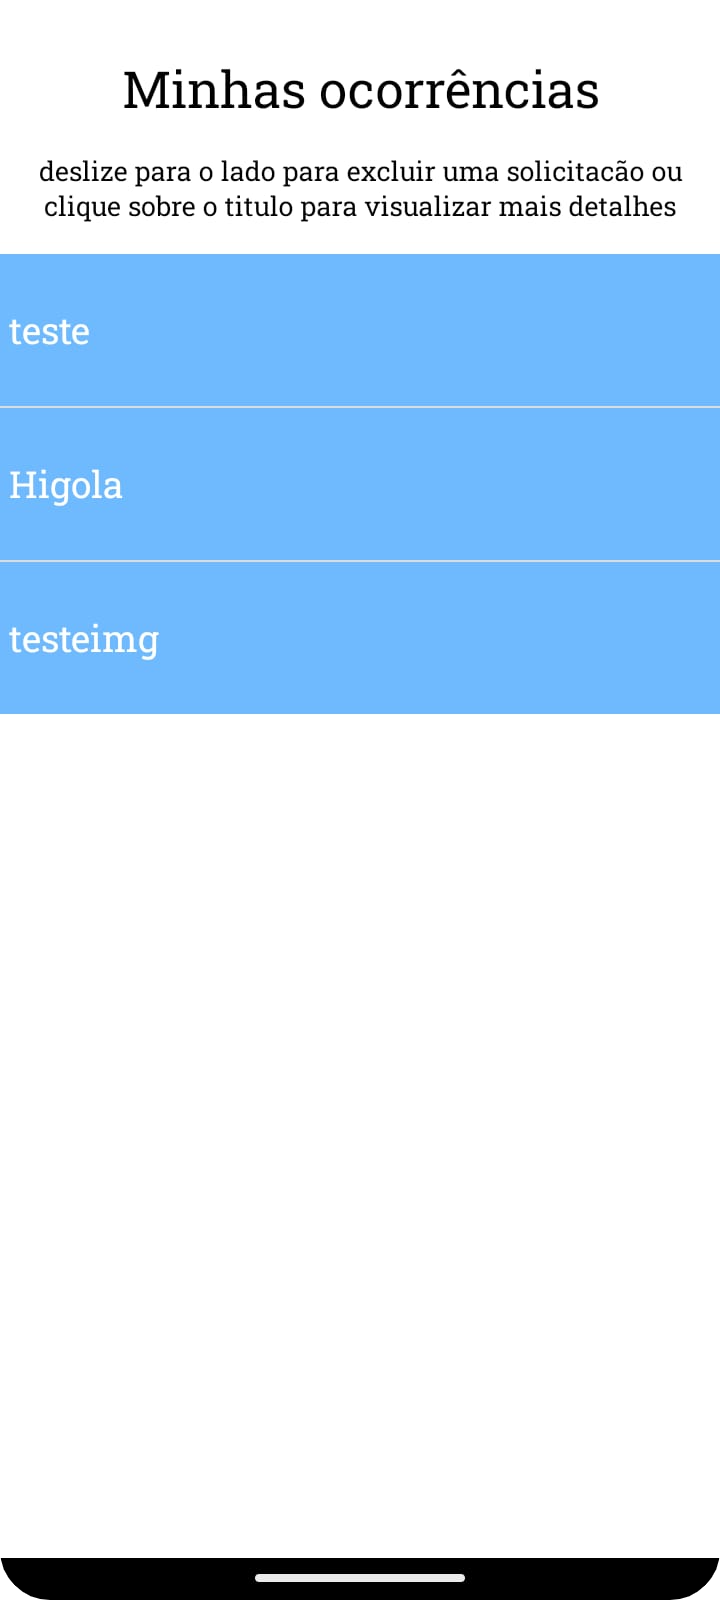 Minhas ocorrências
deslize para o lado para excluir uma solicitacão ou
clique sobre o titulo para visualizar mais detalhes
teste
Higola
testeimg